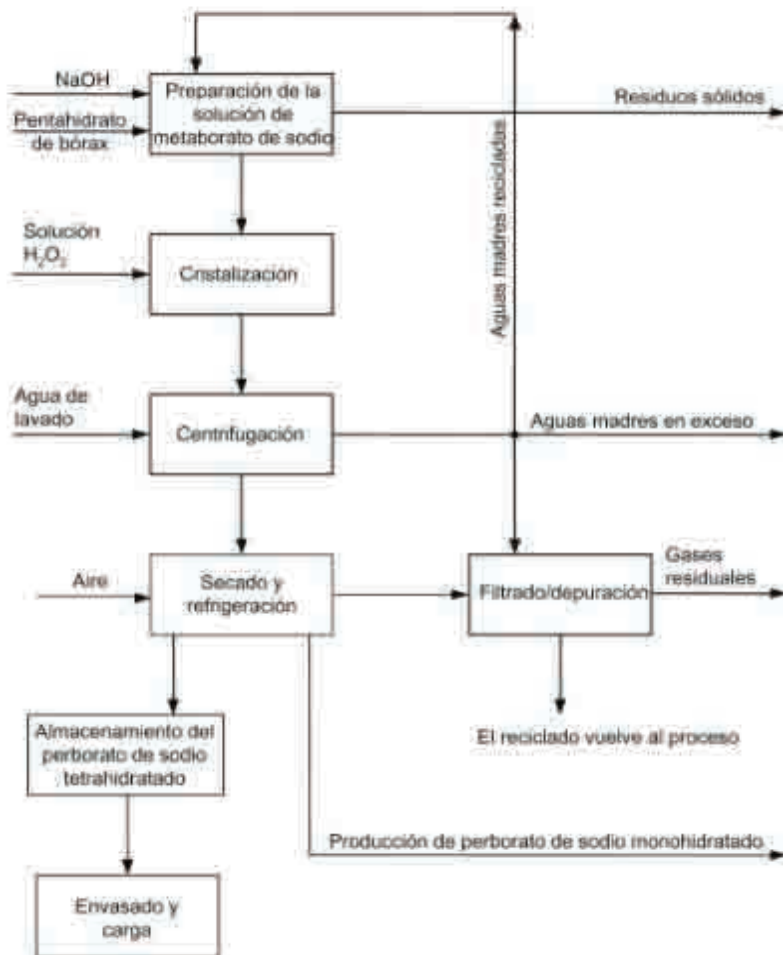 NaOH
Pentahidrato
de bórax
Preparación de la
solución de
metaborato de sodio
Residuos sólidos
Aguas madres recicladas
Solución
H₂O₂
Cristalización
Agua de
lavado
Centrifugación
Aguas madres en exceso
Aire
Secado y
refrigeración
Filtrado/depuración
Gases
residuales
Almacenamiento del
perborato de sodio
tetrahidratado
El reciclado vuelve al proceso
Producción de perborato de sodio monohidratado
Envasado y
carga